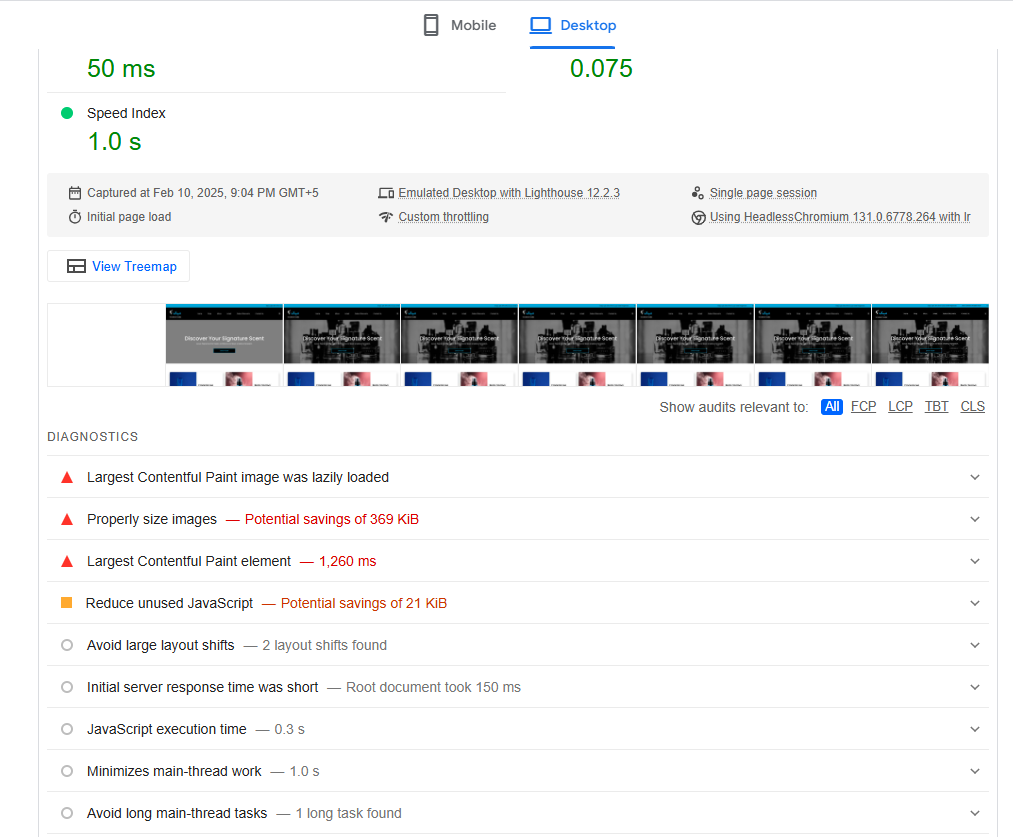 Mobile
Desktop
50 ms
0.075
Speed Index
1.0 s
Captured at Feb 10, 2025, 9:04 PM GMT+5
Emulated Desktop with Lighthouse 12.2.3
Single page session
Initial page load
Custom throttling
Using HeadlessChromium 131.0.6778.264 with lr
View Treemap
Discover Your Signature Scent
Discover Your Signature Scent
Discover Your Signature Scent
Discover Your Signature Scent
Discover Your Signature Scent
Discover Your Signature Scent
Discover Your Signature Scent
Show audits relevant to: All FCP LCP TBT CLS
DIAGNOSTICS
Largest Contentful Paint image was lazily loaded
Properly size images — Potential savings of 369 KiB
Largest Contentful Paint element — 1,260 ms
Reduce unused JavaScript — Potential savings of 21 KiB
Avoid large layout shifts — 2 layout shifts found
Initial server response time was short — Root document took 150 ms
JavaScript execution time — 0.3 s
Minimizes main-thread work — 1.0 s
Avoid long main-thread tasks — 1 long task found